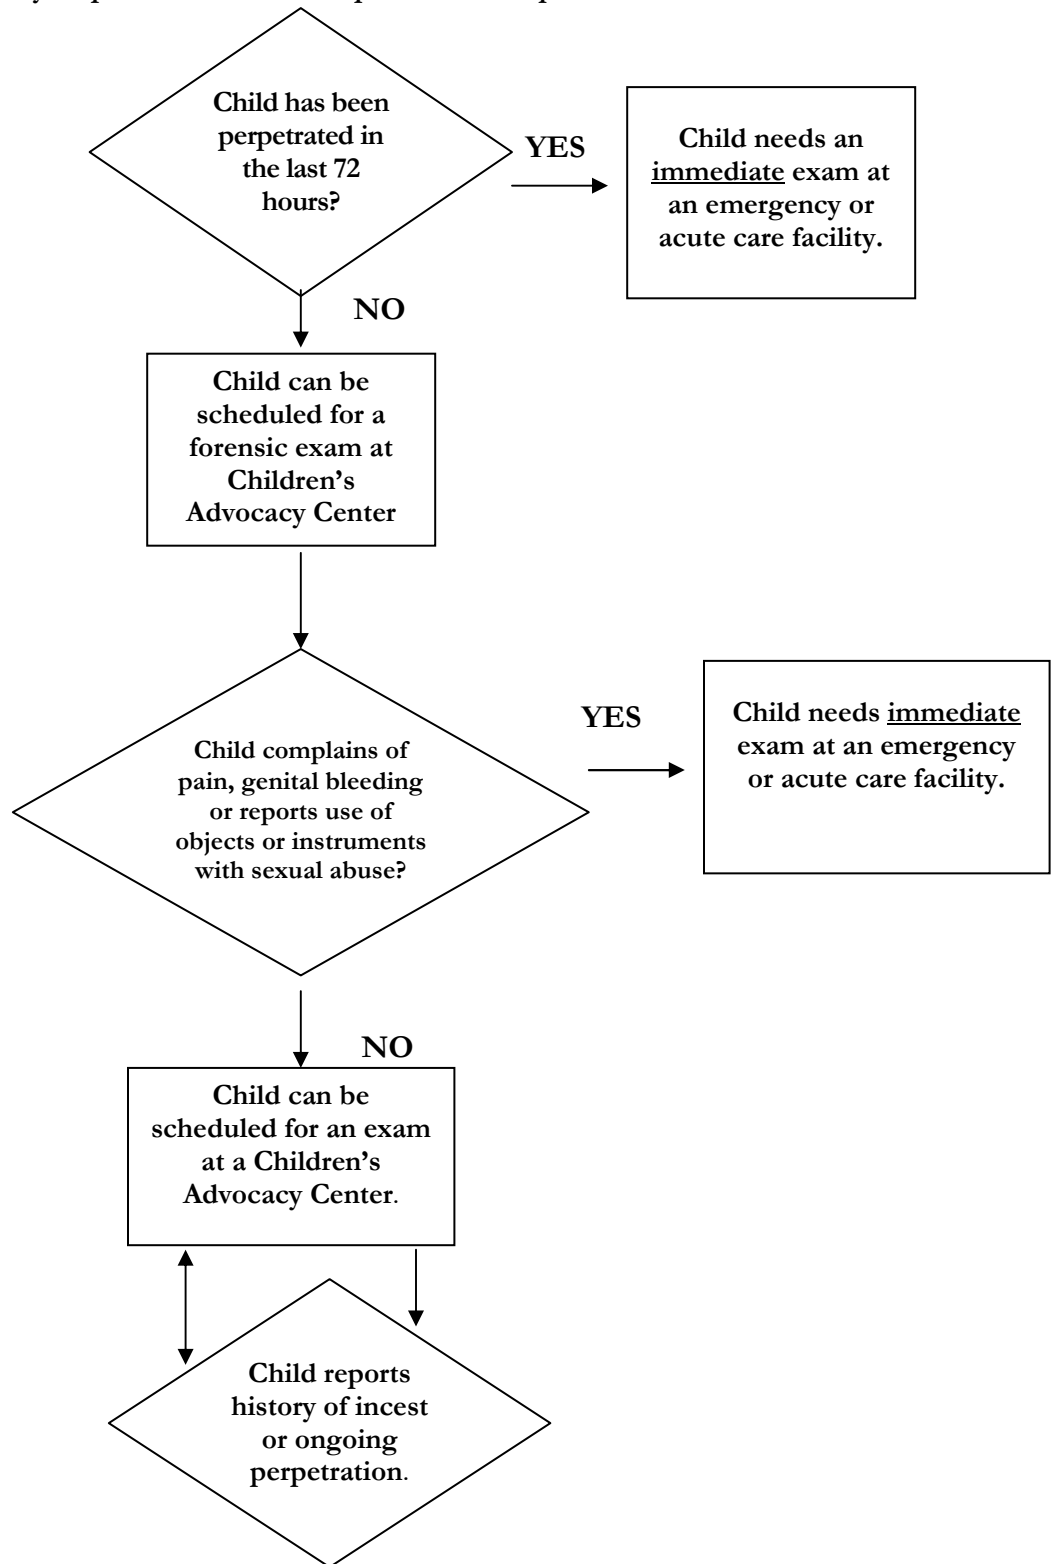 Child has been
perpetrated in
the last 72
hours?
YES
Child needs an
immediate exam at
an emergency or
acute care facility.
NO
Child can be
scheduled for a
forensic exam at
Children’s
Advocacy Center
Child complains of
pain, genital bleeding
or reports use of
objects or instruments
with sexual abuse?
YES
Child needs immediate
exam at an emergency
or acute care facility.
NO
Child can be
scheduled for an exam
at a Children’s
Advocacy Center.
Child reports
history of incest
or ongoing
perpetration.